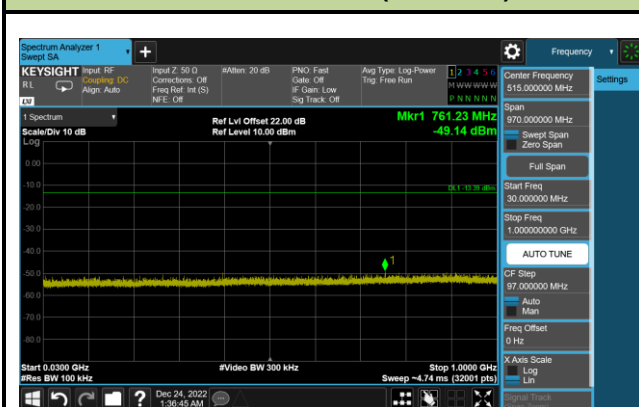 Spectrum Analyzer 1
Swept SA
Frequency
KEYSIGHT
RL
LXI
Input: RF
Coupling: DC
Align: Auto
Input Z: 50 Ω
Corrections: Off
Freq Ref: Int (S)
NFE: Off
#Atten: 20 dB
PNO: Fast
Gate: Off
IF Gain: Low
Sig Track: Off
Avg Type: Log-Power
Trig: Free Run
1 2 3 4 5 6
M W W W W W
P N N N N N
Center Frequency
515.000000 MHz
Settings
1 Spectrum
Scale/Div 10 dB
Log
Ref Lvl Offset 22.00 dB
Ref Level 10.00 dBm
Mkr1 761.23 MHz
-49.14 dBm
Span
970.000000 MHz
Swept Span
Zero Span
Full Span
0.00
-10.0
DL1 -13.39 dBm
-20.0
-30.0
-40.0
-50.0
-60.0
-70.0
-80.0
1
Start Freq
30.000000 MHz
Stop Freq
1.000000000 GHz
AUTO TUNE
CF Step
97.000000 MHz
Auto
Man
Freq Offset
0 Hz
X Axis Scale
Log
Lin
Signal Track
Start 0.0300 GHz
#Res BW 100 kHz
#Video BW 300 kHz
Stop 1.0000 GHz
Sweep ~4.74 ms (32001 pts)
?
Dec 24, 2022
1:36:45 AM